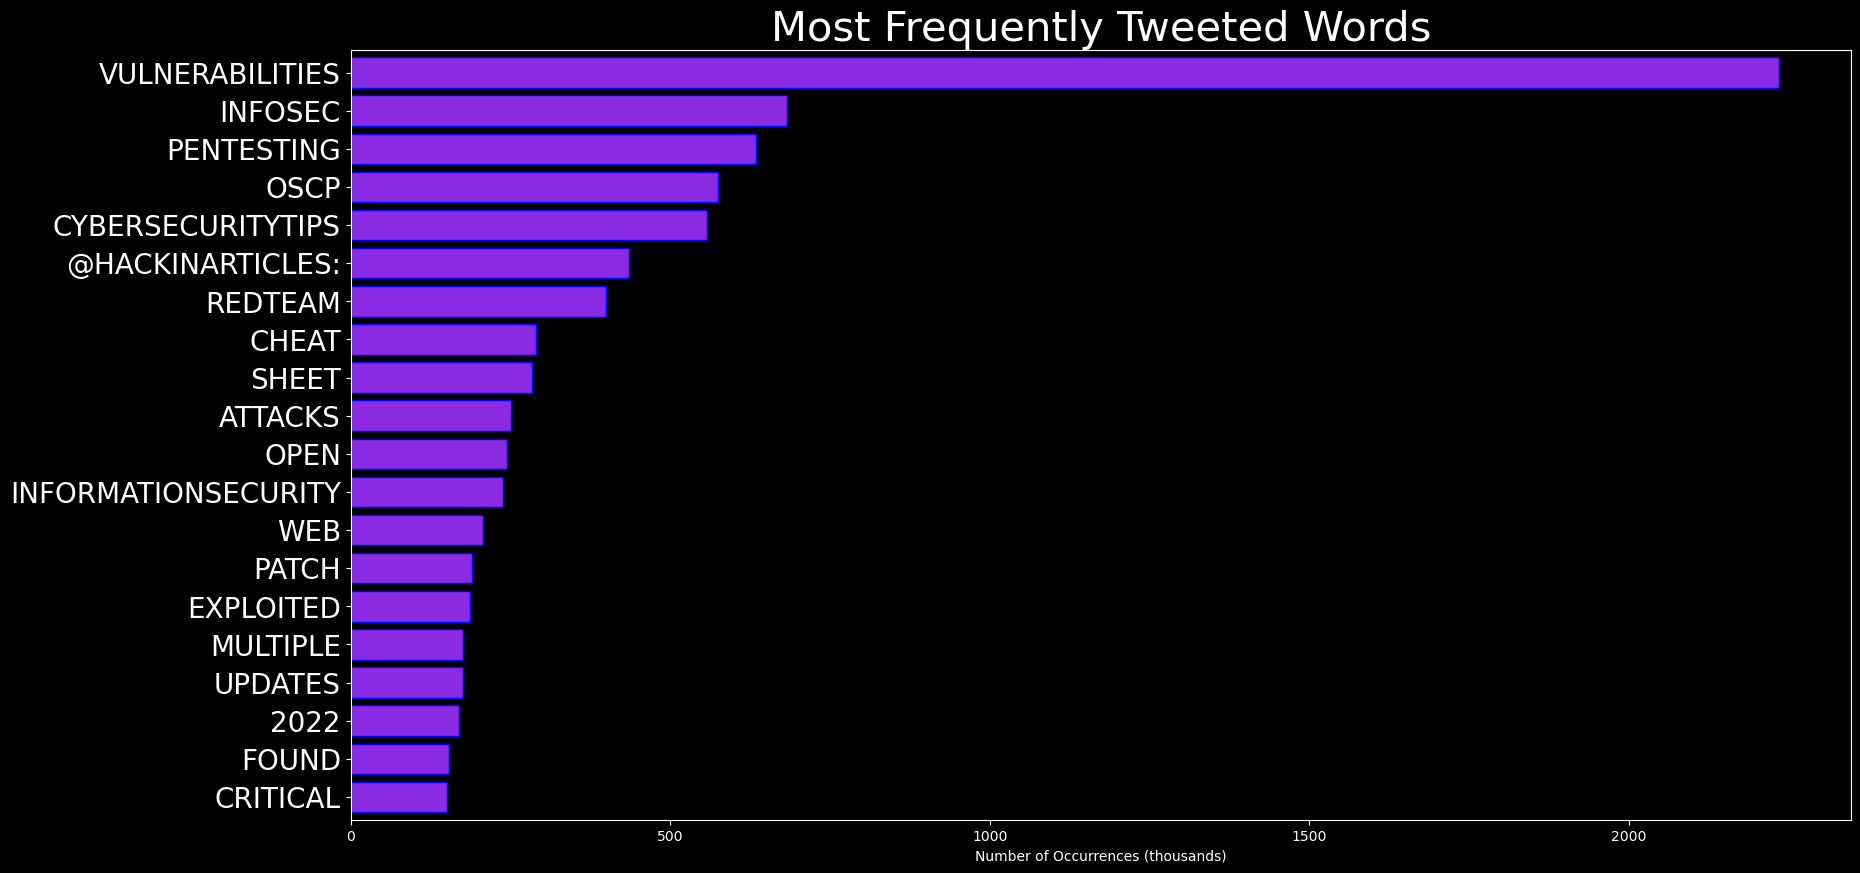 Most Frequently Tweeted Words
VULNERABILITIES
INFOSEC
PENTESTING
OSCP
CYBERSECURITYTIPS
@HACKINARTICLES:
REDTEAM
CHEAT
SHEET
ATTACKS
OPEN
INFORMATIONSECURITY
WEB
PATCH
EXPLOITED
MULTIPLE
UPDATES
2022
FOUND
CRITICAL
0 500 1000 1500 2000
Number of Occurrences (thousands)